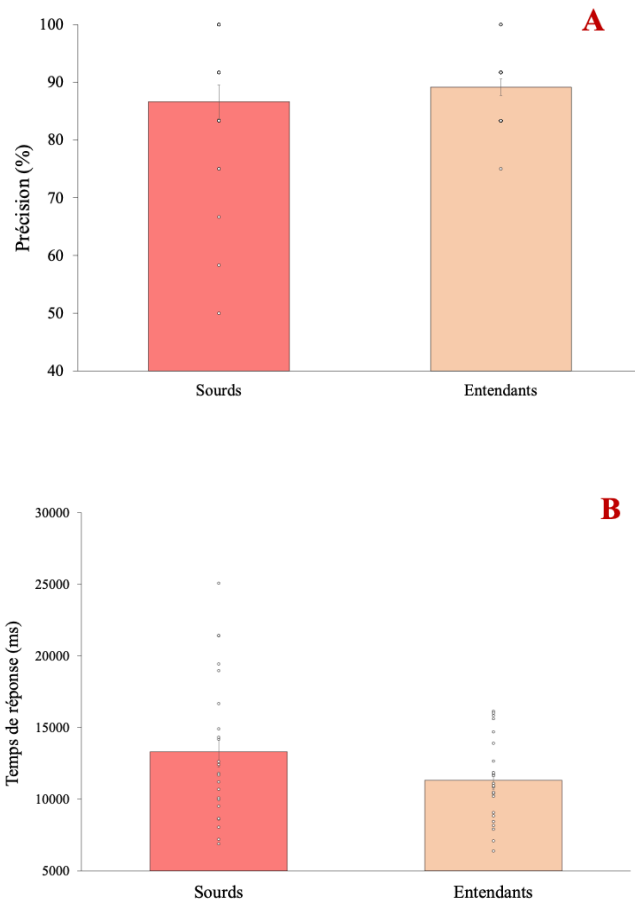 A
100
90
80
70
60
50
40
Précision (%)
Sourds
Entendants
B
30000
25000
20000
15000
10000
5000
Temps de réponse (ms)
Sourds
Entendants